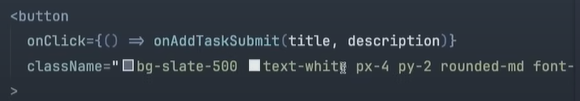 <button
onClick={() => onAddTaskSubmit(title, description)}
className="bg-slate-500 text-white px-4 py-2 rounded-md font-
>